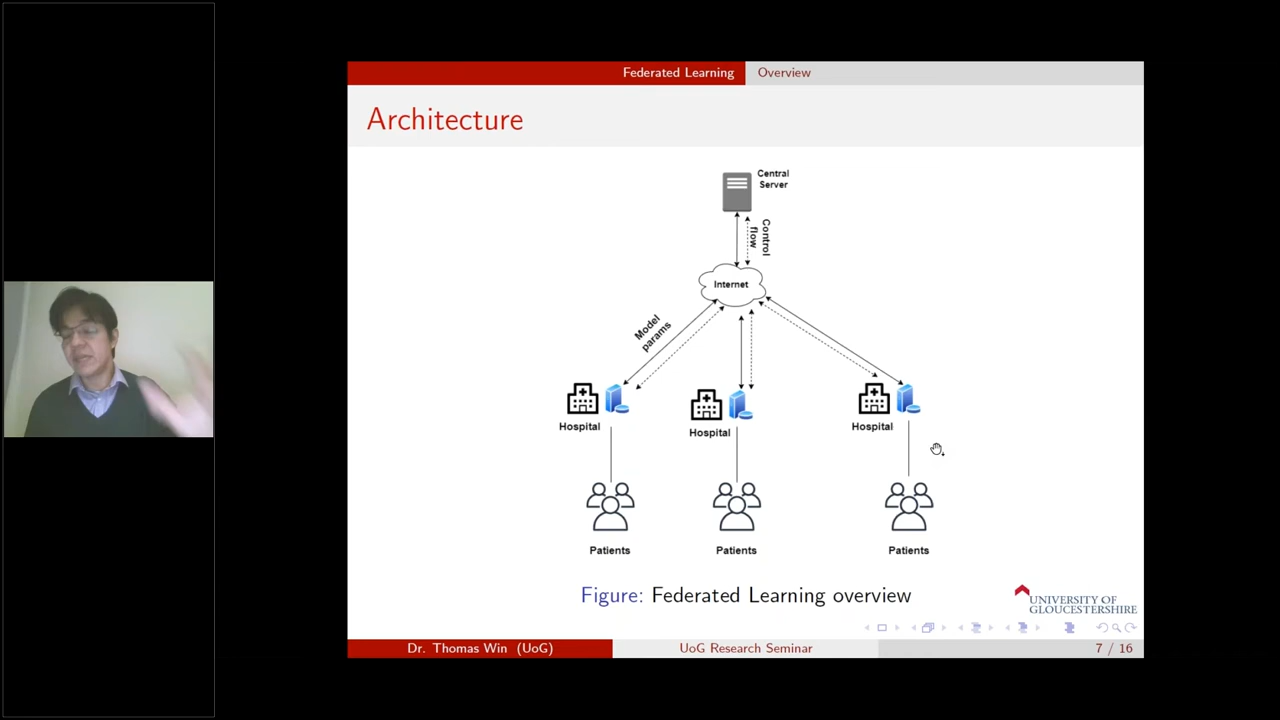 Federated Learning Overview
Architecture
Central
Server
Control
flow
Internet
Model
params
Hospital
Hospital
Hospital
Patients
Patients
Patients
Figure: Federated Learning overview
UNIVERSITY OF
GLOUCESTERSHIRE
Dr. Thomas Win (UoG) UoG Research Seminar 7 / 16